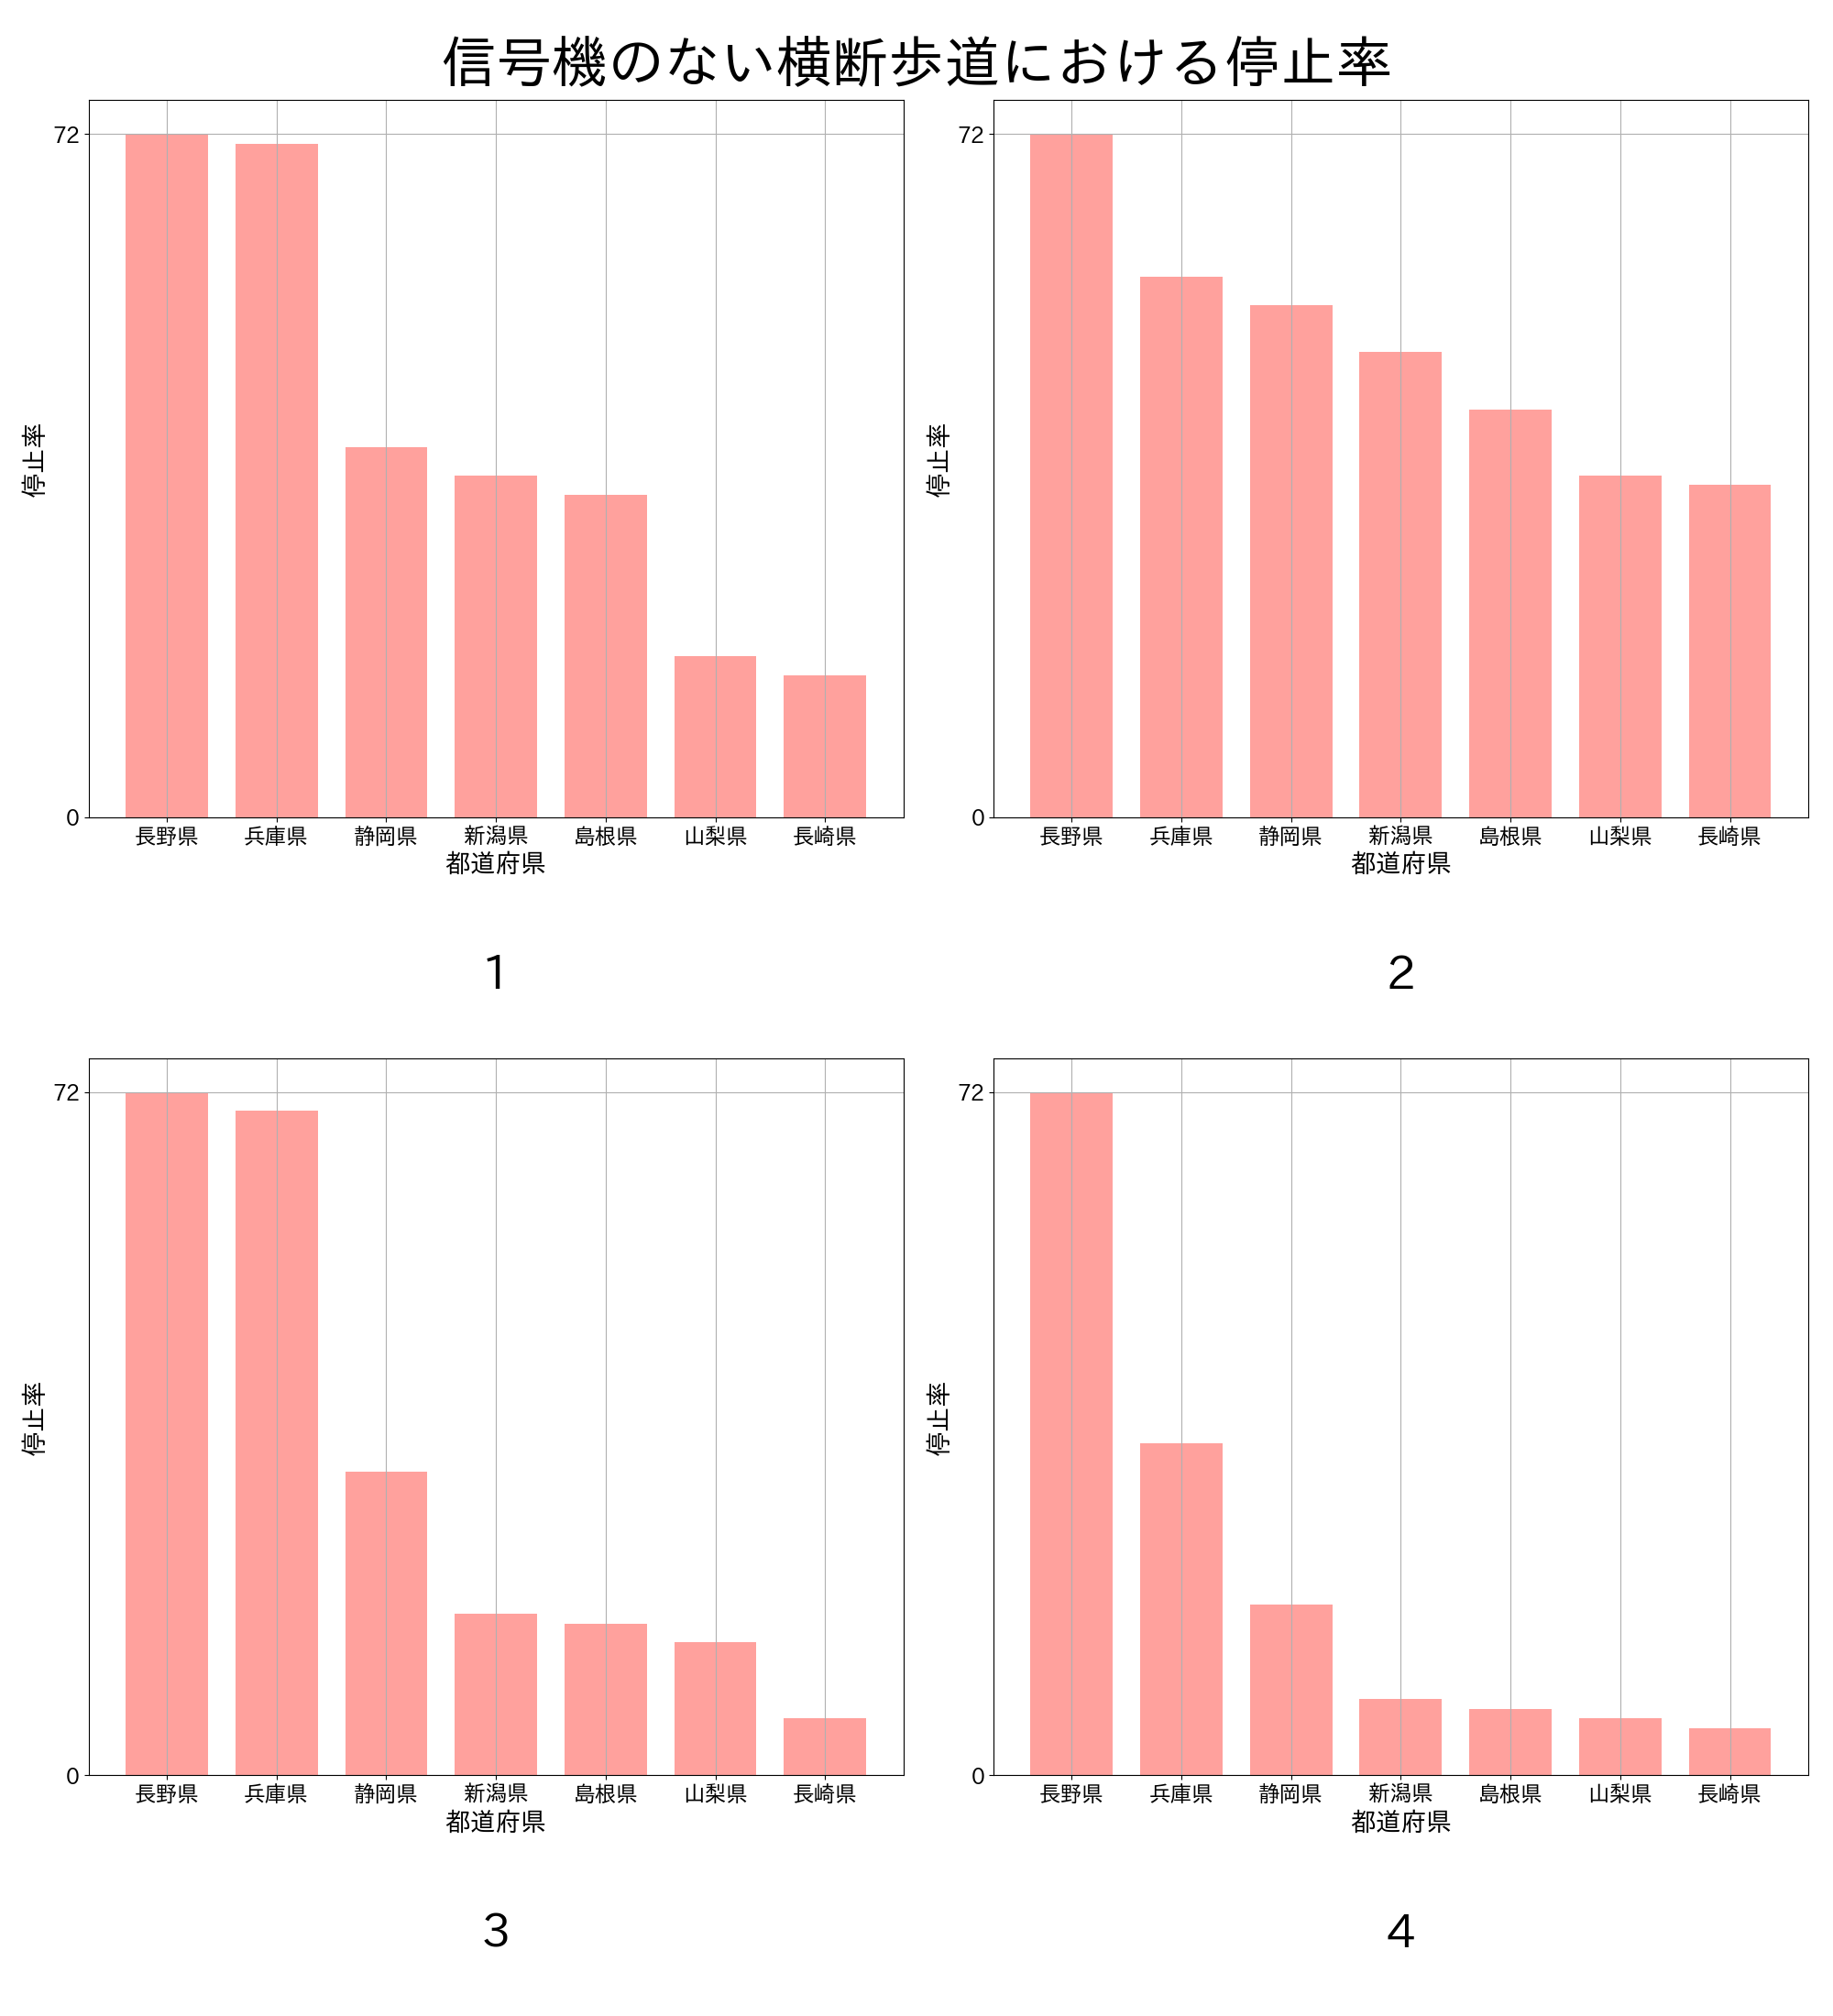 信号機のない横断歩道における停止率
72
停止率
0
長野県 兵庫県 静岡県 新潟県 島根県 山梨県 長崎県
都道府県
1
72
停止率
0
長野県 兵庫県 静岡県 新潟県 島根県 山梨県 長崎県
都道府県
2
72
停止率
0
長野県 兵庫県 静岡県 新潟県 島根県 山梨県 長崎県
都道府県
3
72
停止率
0
長野県 兵庫県 静岡県 新潟県 島根県 山梨県 長崎県
都道府県
4